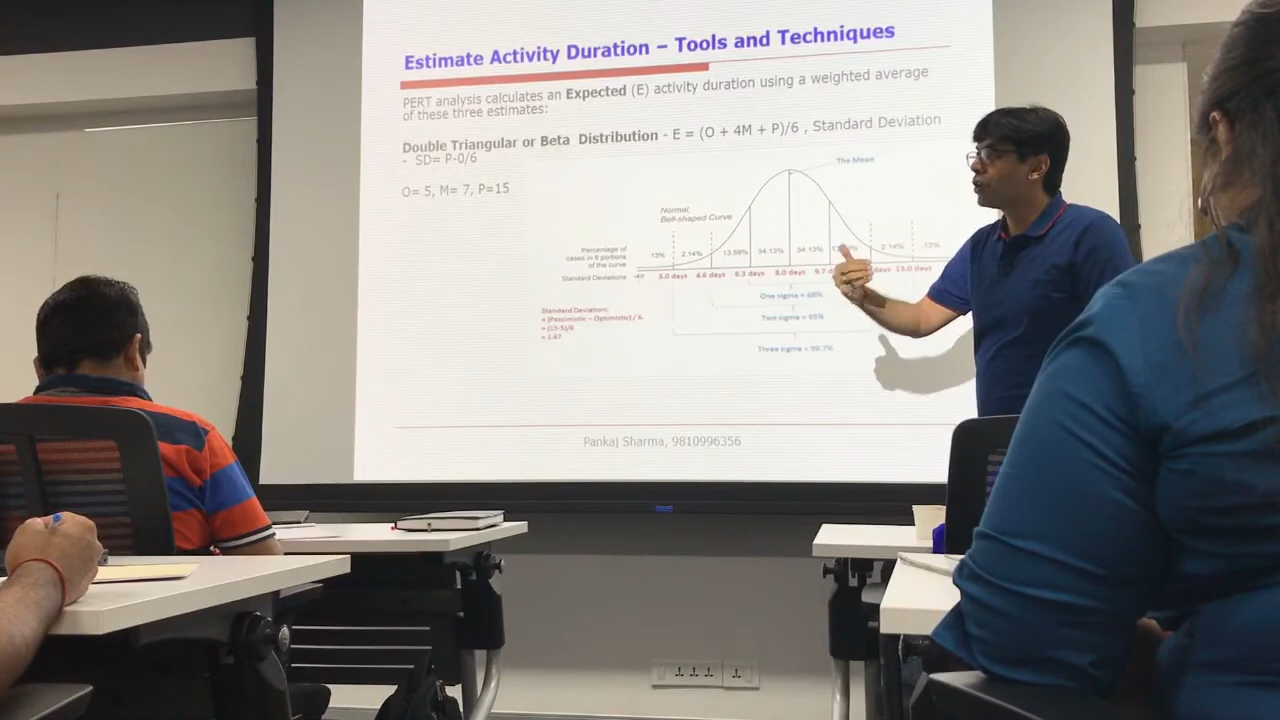 Estimate Activity Duration – Tools and Techniques
PERT analysis calculates an Expected (E) activity duration using a weighted average
of these three estimates:
Double Triangular or Beta Distribution - E = (O + 4M + P)/6 , Standard Deviation
- SD= P-0/6
O= 5, M= 7, P=15
The Mean
Normal,
Bell-shaped Curve
Percentage of
cases in 8 portions
of the curve
13% 2.14% 13.59% 34.13% 34.13% 2.14% 13%
Standard Deviations -4σ 3.0 days 4.6 days 6.3 days 8.0 days 9.7 days 13.0 days
One sigma = 68%
Two sigma = 95%
Three sigma = 99.7%
Standard Deviation:
= (Pessimistic – Optimistic) / 6.
= (15-5)/6
= 1.67
Pankaj Sharma, 9810996356